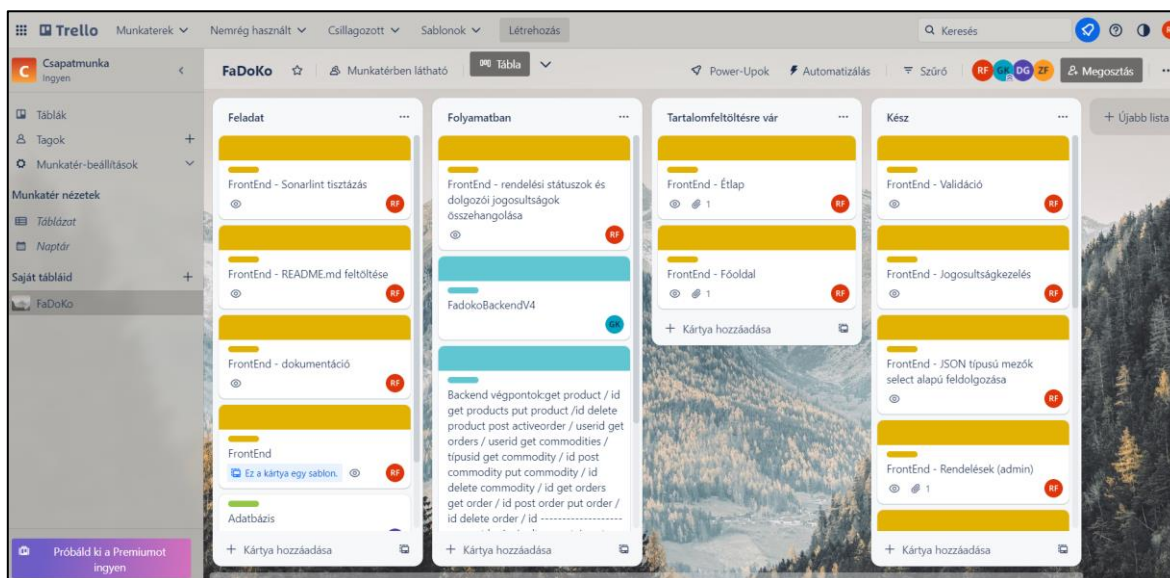 Trello Munkaterek Nemrég használt Csillagozott Sablonok Létrehozás Keresés
C Csapatmunka
Ingyen
FaDoKo Munkatérben látható Tábla Power-Upok Automatizálás Szűrő RF GK DG ZF Megosztás ...
Táblák
Tagok +
Munkatér-beállítások
Munkatér nézetek
Táblázat
Naptár
Saját tábláid +
FaDoKo
Próbáld ki a Premiumot
ingyen
Feladat ...
FrontEnd - Sonarlint tisztázás
RF
FrontEnd - README.md feltöltése
RF
FrontEnd - dokumentáció
RF
FrontEnd
Ez a kártya egy sablon. RF
Adatbázis
+ Kártya hozzáadása
Folyamatban ...
FrontEnd - rendelési státuszok és
dolgozói jogosultságok
összehangolása
RF
FadokoBackendV4
GK
Backend végpontok:get product / id
get products put product /id delete
product post activeorder / userid get
orders / userid get commodities /
típusid get commodity / id post
commodity put commodity / id
delete commodity / id get orders
get order / id post order put order /
id delete order / id -------------------
+ Kártya hozzáadása
Tartalomfeltöltésre vár ...
FrontEnd - Étlap
1 RF
FrontEnd - Főoldal
1 RF
+ Kártya hozzáadása
Kész ...
FrontEnd - Validáció
RF
FrontEnd - Jogosultságkezelés
RF
FrontEnd - JSON típusú mezők
select alapú feldolgozása
RF
FrontEnd - Rendelések (admin)
1 RF
+ Kártya hozzáadása
+ Újabb lista